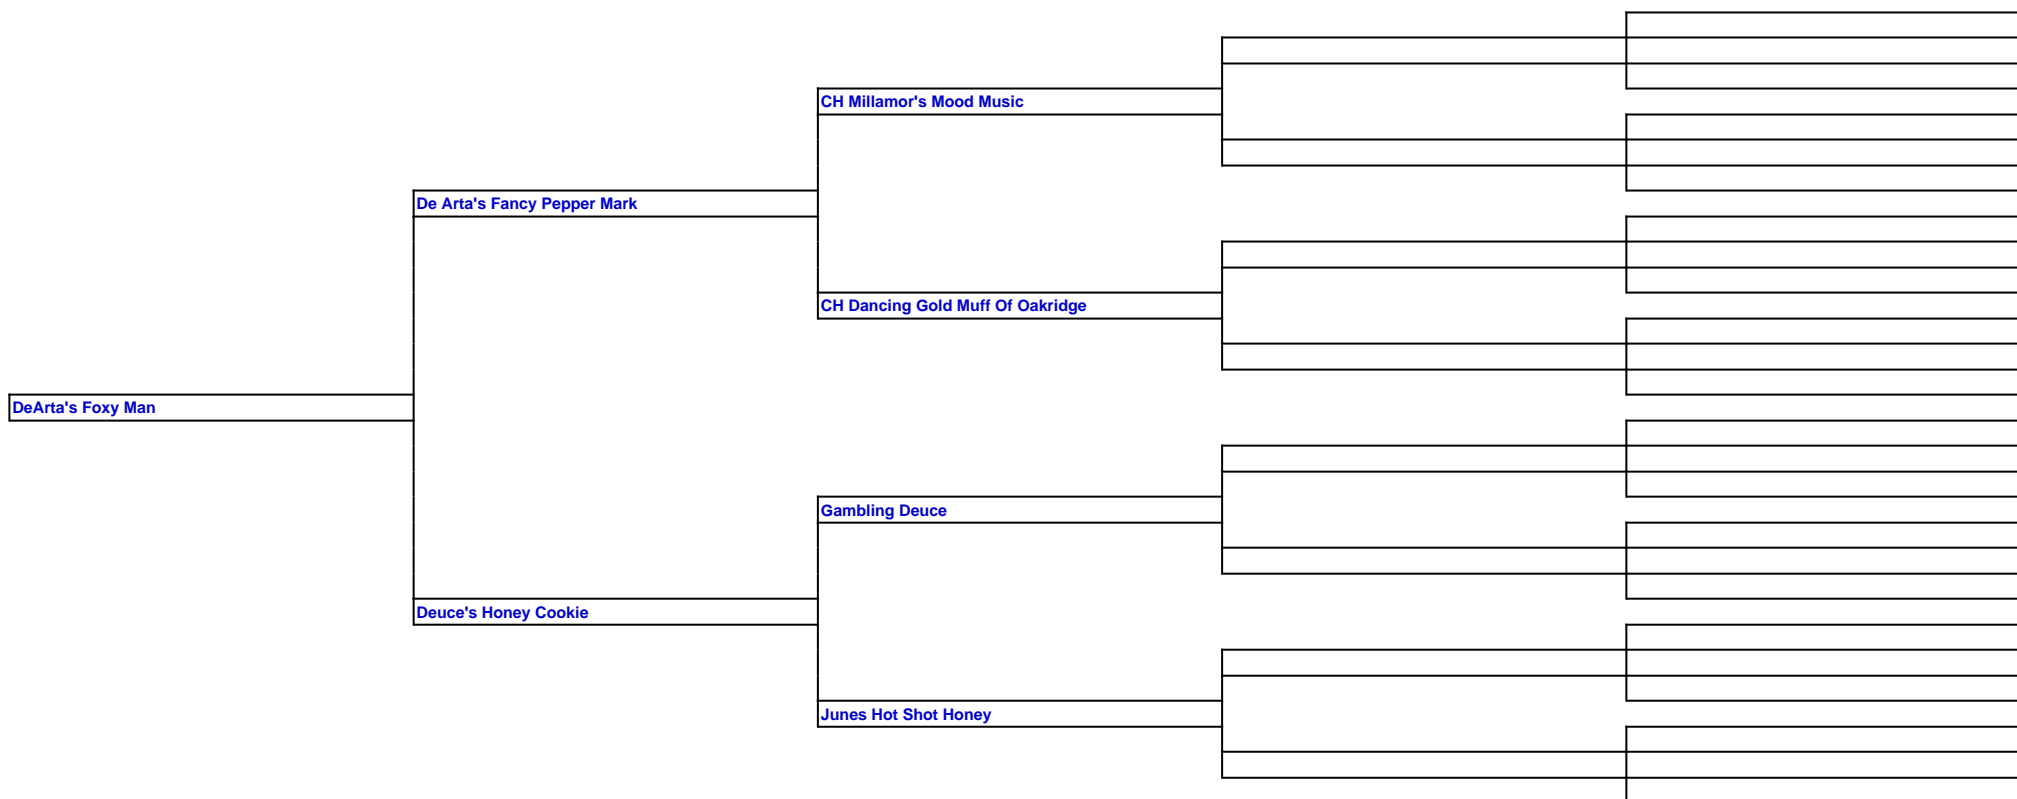 CH Millamor's Mood Music
De Arta's Fancy Pepper Mark
CH Dancing Gold Muff Of Oakridge
DeArta's Foxy Man
Gambling Deuce
Deuce's Honey Cookie
Junes Hot Shot Honey